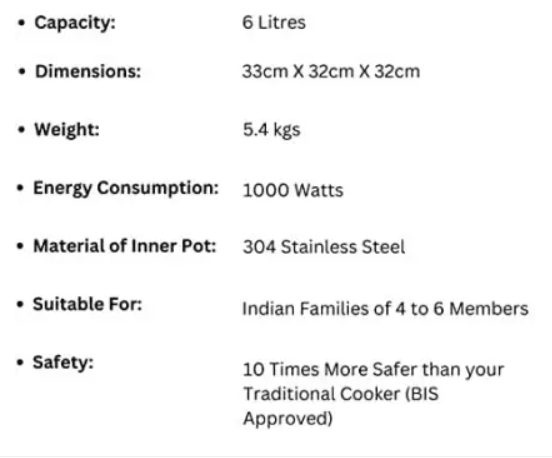 • Capacity: 6 Litres
• Dimensions: 33cm X 32cm X 32cm
• Weight: 5.4 kgs
• Energy Consumption: 1000 Watts
• Material of Inner Pot: 304 Stainless Steel
• Suitable For: Indian Families of 4 to 6 Members
• Safety: 10 Times More Safer than your
Traditional Cooker (BIS
Approved)